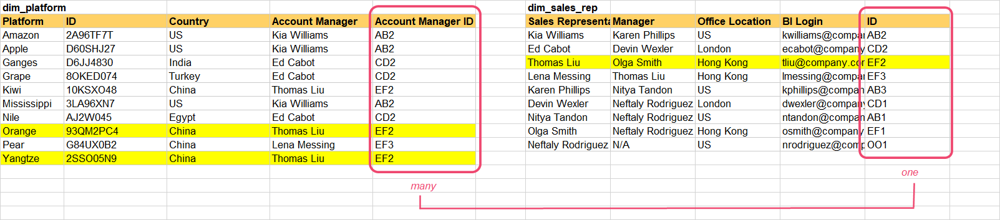 dim_platform
Platform ID Country Account Manager Account Manager ID
Amazon 2A96TF7T US Kia Williams AB2
Apple D60SHJ27 US Kia Williams AB2
Ganges D6JJ4830 India Ed Cabot CD2
Grape 8OKED074 Turkey Ed Cabot CD2
Kiwi 10KSXO48 China Thomas Liu EF2
Mississippi 3LA96XN7 US Kia Williams AB2
Nile AJ2W045 Egypt Ed Cabot CD2
Orange 93QM2PC4 China Thomas Liu EF2
Pear G84UX0B2 China Lena Messing EF3
Yangtze 2SSO05N9 China Thomas Liu EF2
many
dim_sales_rep
Sales Representa Manager Office Location BI Login ID
Kia Williams Karen Phillips US kwilliams@compan AB2
Ed Cabot Devin Wexler London ecabot@company CD2
Thomas Liu Olga Smith Hong Kong tliu@company.con EF2
Lena Messing Thomas Liu Hong Kong lmessing@compan EF3
Karen Phillips Nitya Tandon US kphillips@compan AB3
Devin Wexler Neftaly Rodriguez London dwexler@company CD1
Nitya Tandon Neftaly Rodriguez US ntandon@compan AB1
Olga Smith Neftaly Rodriguez Hong Kong osmith@company EF1
Neftaly Rodriguez N/A US nrodriguez@comp OO1
one